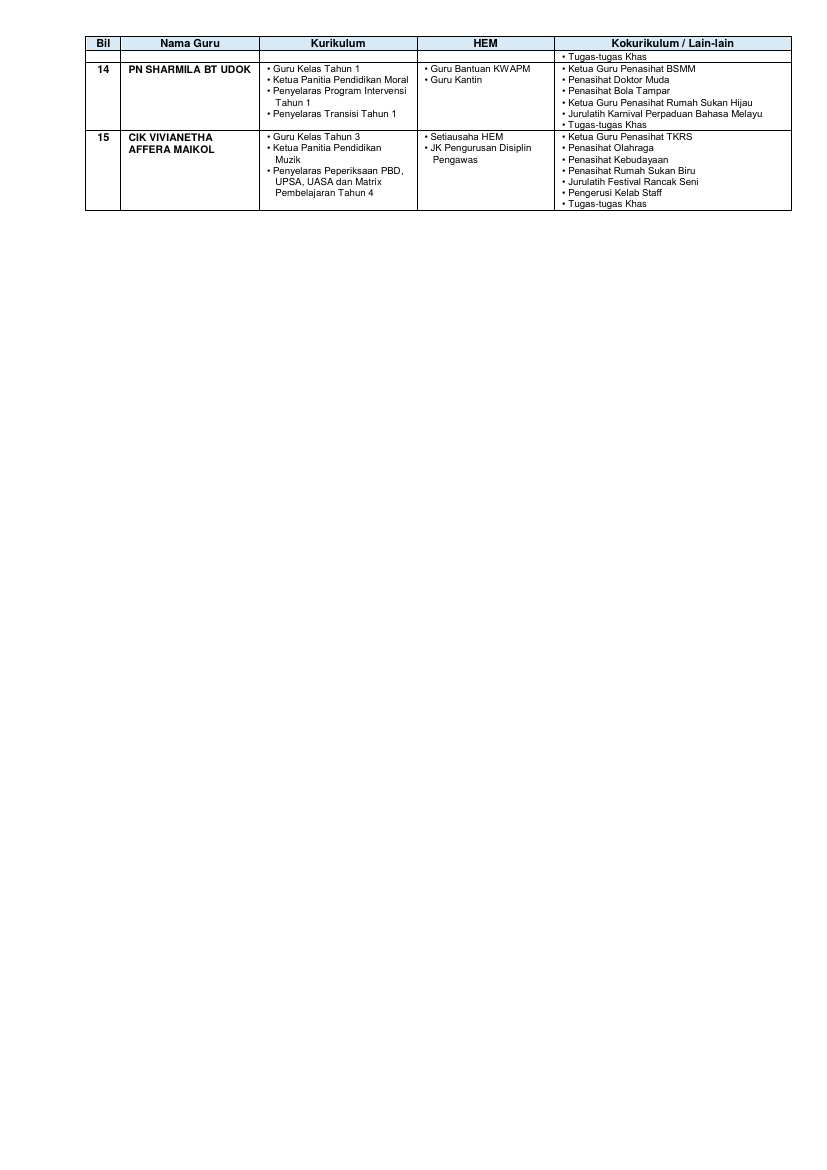 Bil Nama Guru Kurikulum HEM Kokurikulum / Lain-lain
• Tugas-tugas Khas
14 PN SHARMILA BT UDOK
• Guru Kelas Tahun 1
• Ketua Panitia Pendidikan Moral
• Penyelaras Program Intervensi
Tahun 1
• Penyelaras Transisi Tahun 1
• Guru Bantuan KWAPM
• Guru Kantin
• Ketua Guru Penasihat BSMM
• Penasihat Doktor Muda
• Penasihat Bola Tampar
• Ketua Guru Penasihat Rumah Sukan Hijau
• Jurulatih Karnival Perpaduan Bahasa Melayu
• Tugas-tugas Khas
15 CIK VIVIANETHA
AFFERA MAIKOL
• Guru Kelas Tahun 3
• Ketua Panitia Pendidikan
Muzik
• Penyelaras Peperiksaan PBD,
UPSA, UASA dan Matrix
Pembelajaran Tahun 4
• Setiausaha HEM
• JK Pengurusan Disiplin
Pengawas
• Ketua Guru Penasihat TKRS
• Penasihat Olahraga
• Penasihat Kebudayaan
• Penasihat Rumah Sukan Biru
• Jurulatih Festival Rancak Seni
• Pengerusi Kelab Staff
• Tugas-tugas Khas